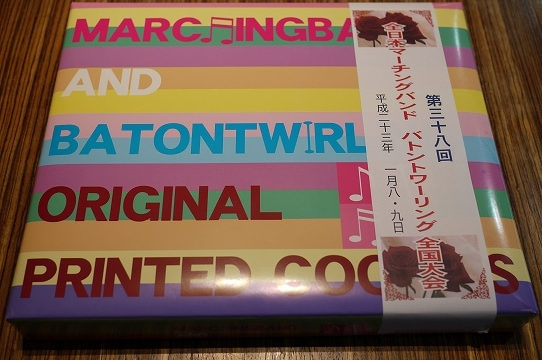 MARCHINGBA
AND
BATONTWIRL
ORIGINAL
PRINTED COO S
第三十八回
全日本マーチングバンド バトントワーリング 全国大会
平成二十三年 一月八・九日